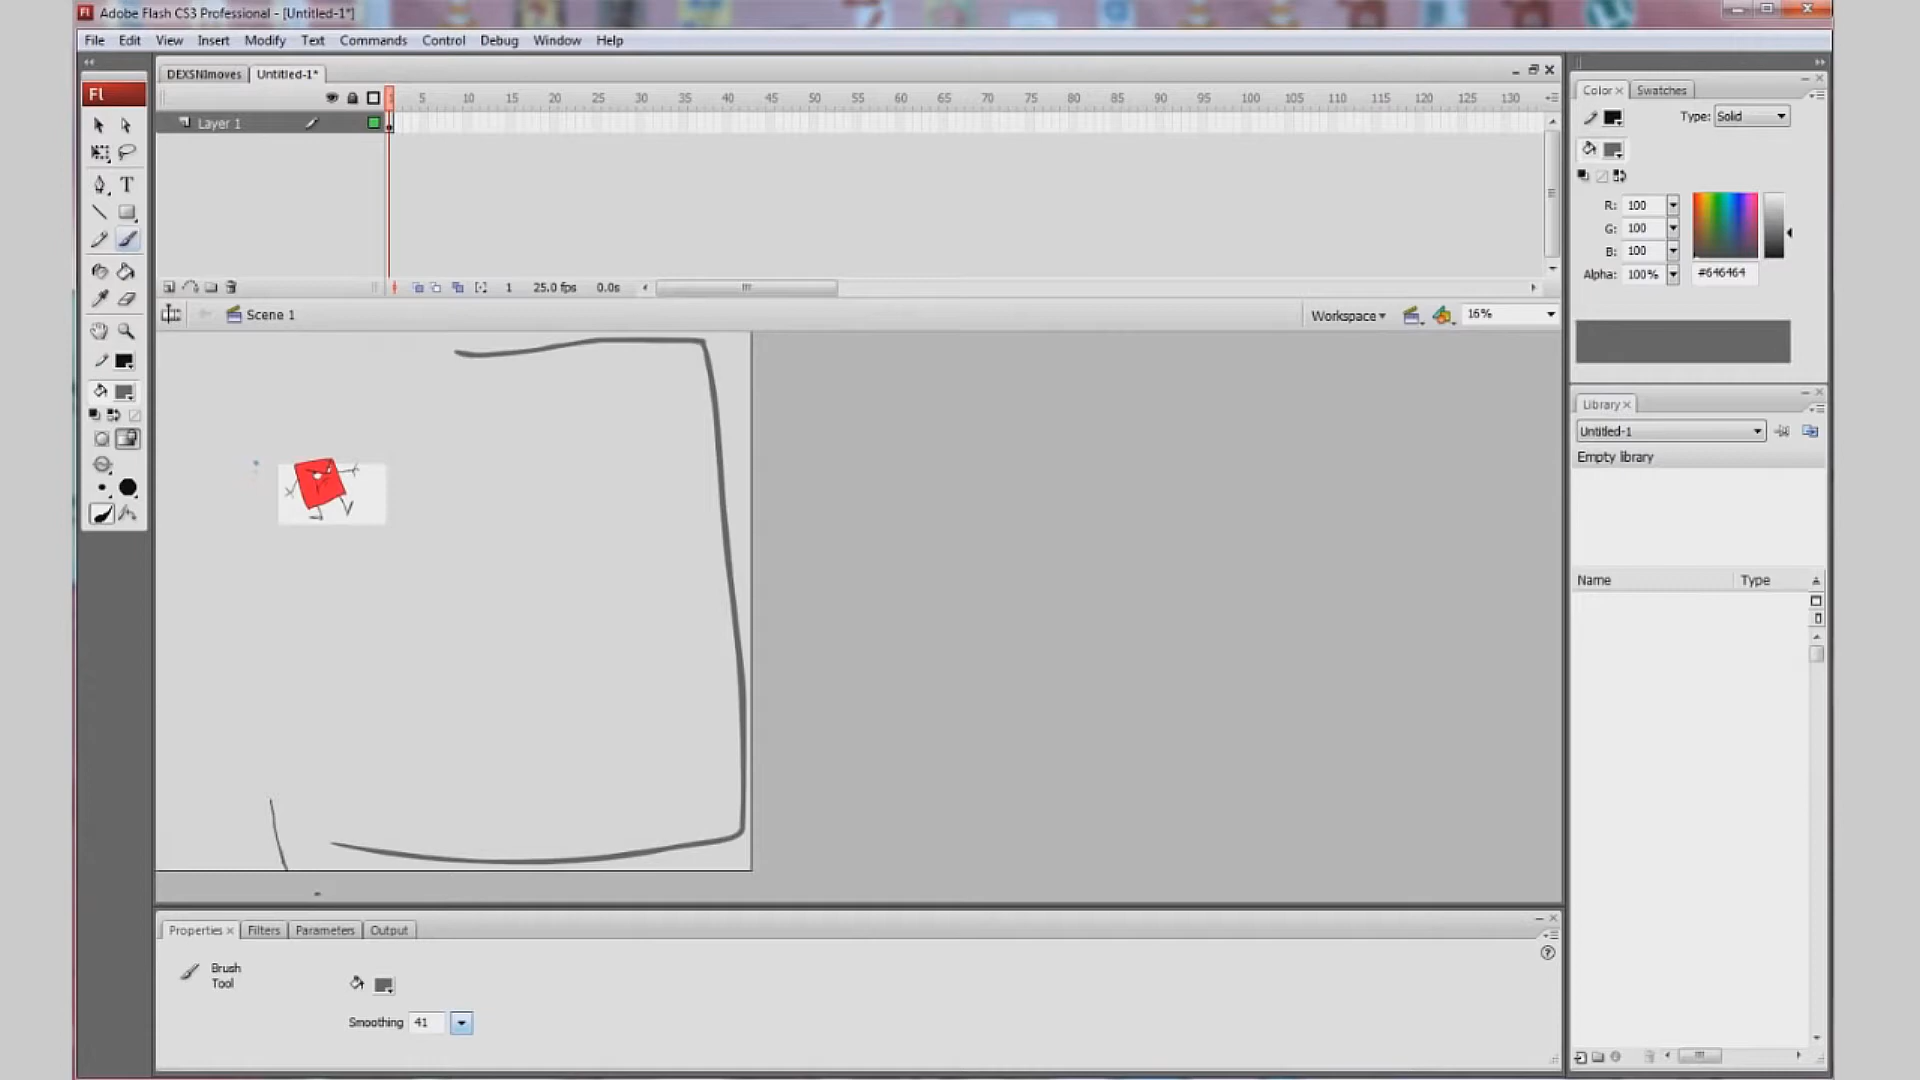 Fl Adobe Flash CS3 Professional - [Untitled-1*]
File Edit View Insert Modify Text Commands Control Debug Window Help
DEXSNImoves Untitled-1*
5 10 15 20 25 30 35 40 45 50 55 60 65 70 75 80 85 90 95 100 105 110 115 120 125 130
Layer 1
1 25.0 fps 0.0s
Scene 1
Workspace 16%
Fl
T
Color Swatches
Type: Solid
R: 100
G: 100
B: 100
Alpha: 100% #646464
Library
Untitled-1
Empty library
Name Type
Properties Filters Parameters Output
Brush
Tool
Smoothing 41